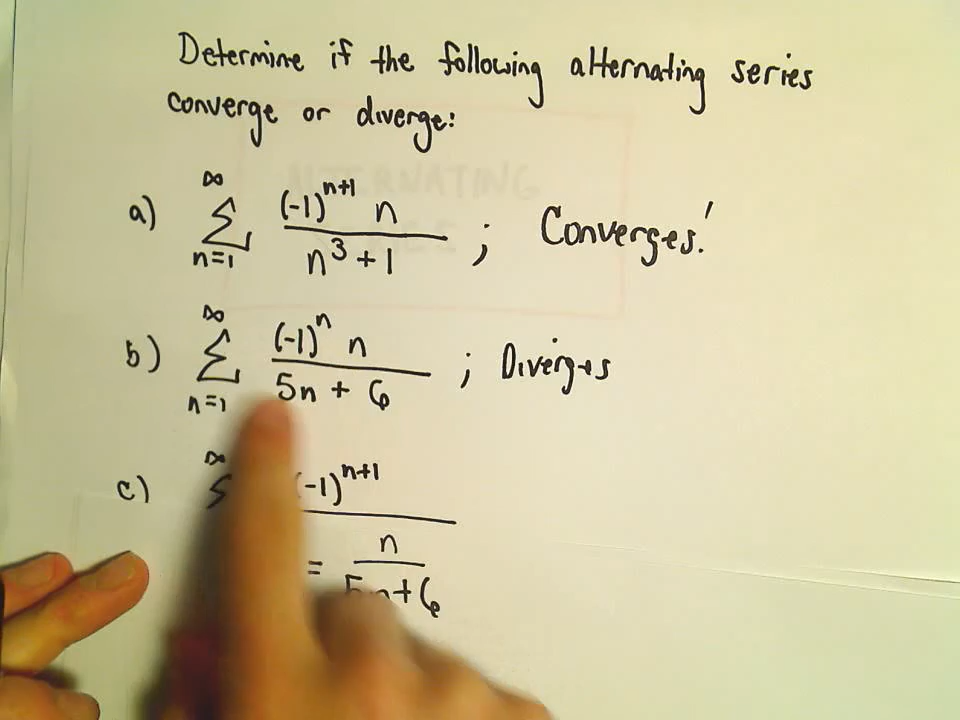 Determine if the following alternating series
converge or diverge:
a) ∞ Σ n=1 (-1)^{n+1} n / n^3 + 1 ; Converges!
b) ∞ Σ n=1 (-1)^n n / 5n + 6 ; Diverges
c) ∞ Σ (-1)^{n+1}
= n / 5n + 6